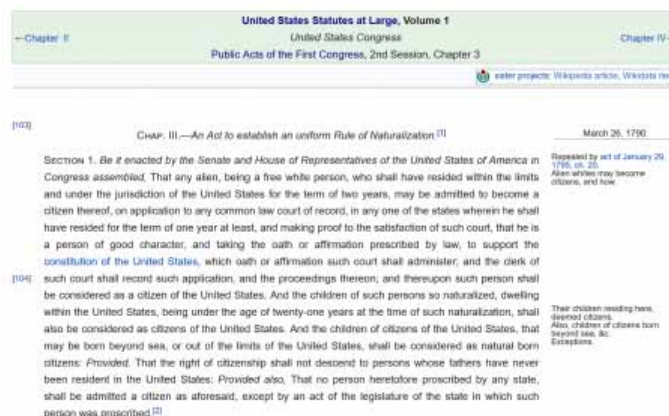 United States Statutes at Large, Volume 1
←Chapter II
United States Congress
Chapter IV
Public Acts of the First Congress, 2nd Session, Chapter 3
sister projects: Wikipedia article, Wikidata
[103]
CHAP. III.—An Act to establish an uniform Rule of Naturalization.[1]
March 26, 1790.
SECTION 1. Be it enacted by the Senate and House of Representatives of the United States of America in
Congress assembled, That any alien, being a free white person, who shall have resided within the limits
and under the jurisdiction of the United States for the term of two years, may be admitted to become a
citizen thereof, on application to any common law court of record, in any one of the states wherein he shall
have resided for the term of one year at least, and making proof to the satisfaction of such court, that he is
a person of good character, and taking the oath or affirmation prescribed by law, to support the
constitution of the United States, which oath or affirmation such court shall administer; and the clerk of
[104]
such court shall record such application, and the proceedings thereon; and thereupon such person shall
be considered as a citizen of the United States. And the children of such persons so naturalized, dwelling
within the United States, being under the age of twenty-one years at the time of such naturalization, shall
also be considered as citizens of the United States. And the children of citizens of the United States, that
may be born beyond sea, or out of the limits of the United States, shall be considered as natural born
citizens: Provided, That the right of citizenship shall not descend to persons whose fathers have never
been resident in the United States: Provided also, That no person heretofore proscribed by any state,
shall be admitted a citizen as aforesaid, except by an act of the legislature of the state in which such
person was proscribed.[2]
Repealed by act of January 29,
1795, ch. 20.
Alien whites may become
citizens, and how.
Their children residing here,
deemed citizens.
Also, children of citizens born
beyond sea, &c.
Exceptions.